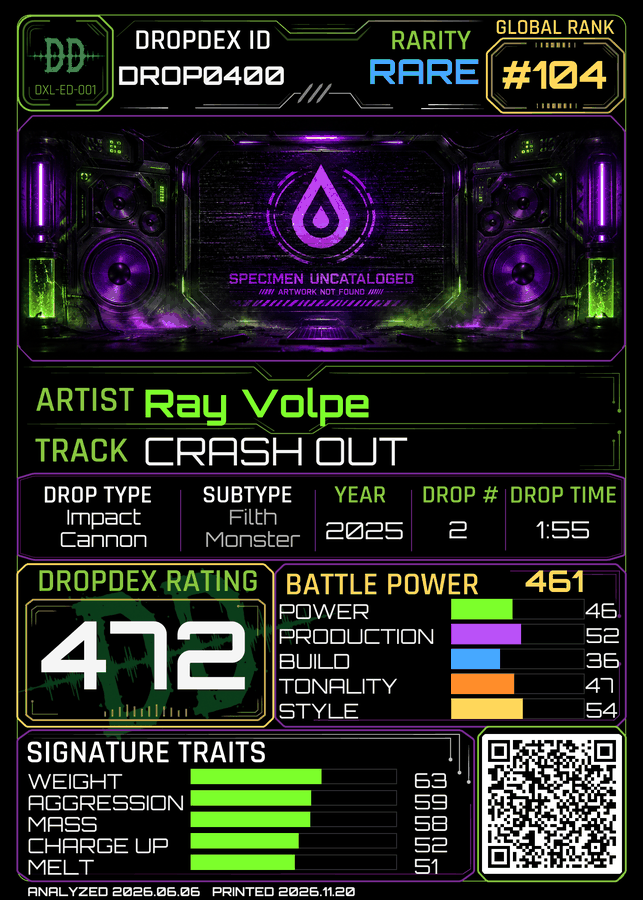 DD
DXL-ED-001
DROPDEX ID
DROP0400
RARITY
RARE
GLOBAL RANK
#104
SPECIMEN UNCATALOGED
ARTWORK NOT FOUND
ARTIST Ray Volpe
TRACK CRASH OUT
DROP TYPE
Impact
Cannon
SUBTYPE
Filth
Monster
YEAR
2025
DROP #
2
DROP TIME
1:55
DROPDEX RATING
472
BATTLE POWER 461
POWER 46
PRODUCTION 52
BUILD 36
TONALITY 47
STYLE 54
SIGNATURE TRAITS
WEIGHT 63
AGGRESSION 59
MASS 58
CHARGE UP 52
MELT 51
ANALYZED 2026.06.06 PRINTED 2026.11.20